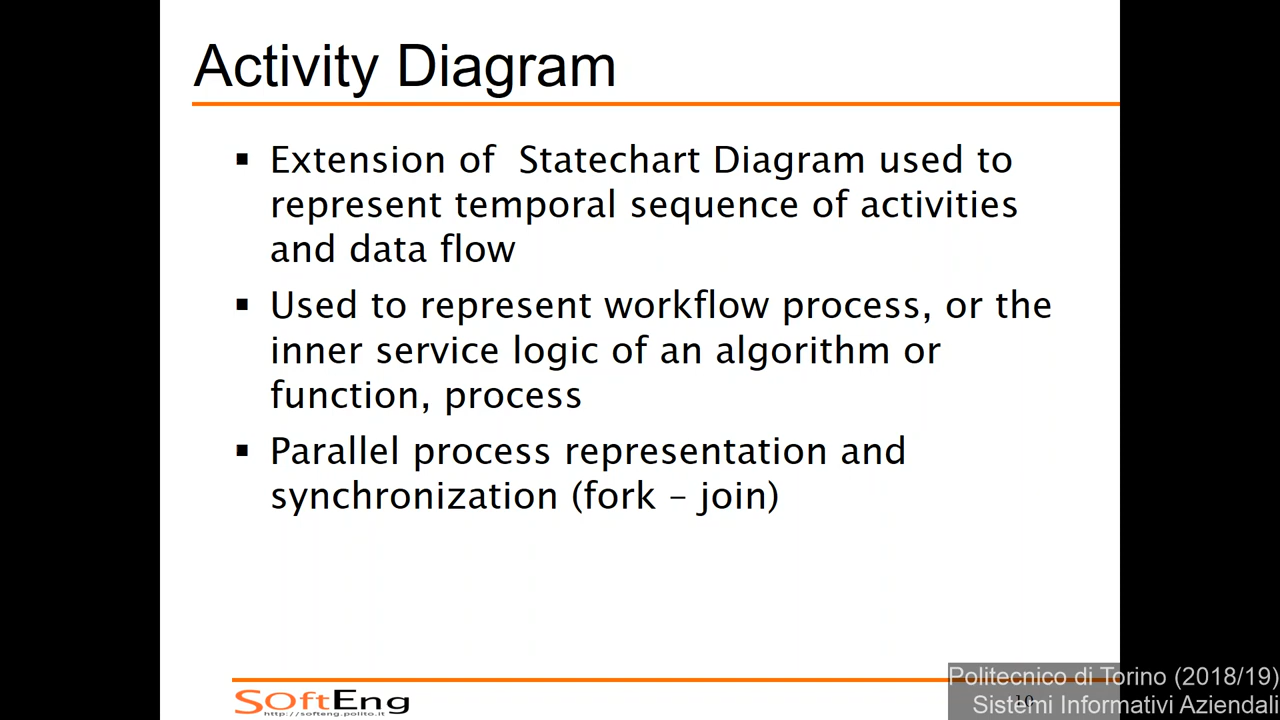 Activity Diagram
▪ Extension of Statechart Diagram used to
represent temporal sequence of activities
and data flow
▪ Used to represent workflow process, or the
inner service logic of an algorithm or
function, process
▪ Parallel process representation and
synchronization (fork – join)
SoftEng
http://softeng.polito.it
10
Politecnico di Torino (2018/19)
Sistemi Informativi Aziendali